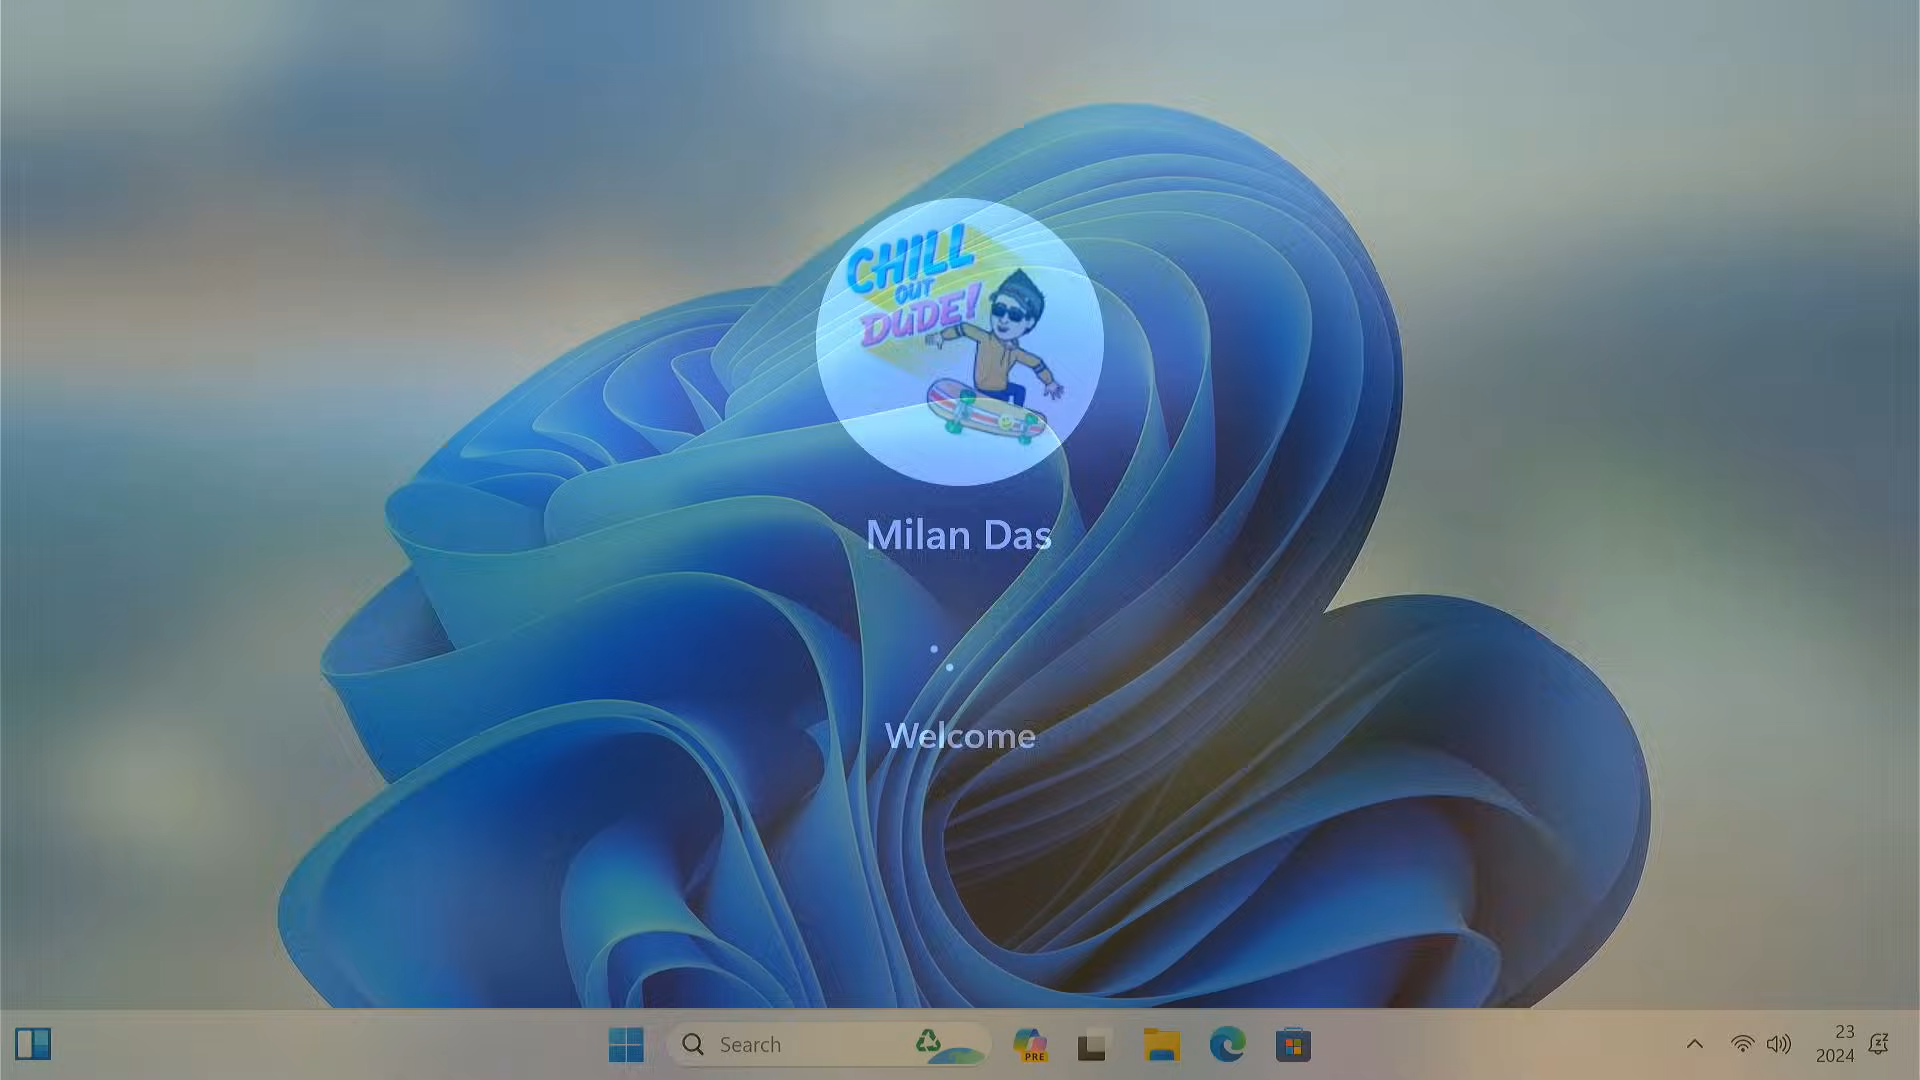 CHILL
OUT
DUDE!
Milan Das
Welcome
Search
PRE
23
2024